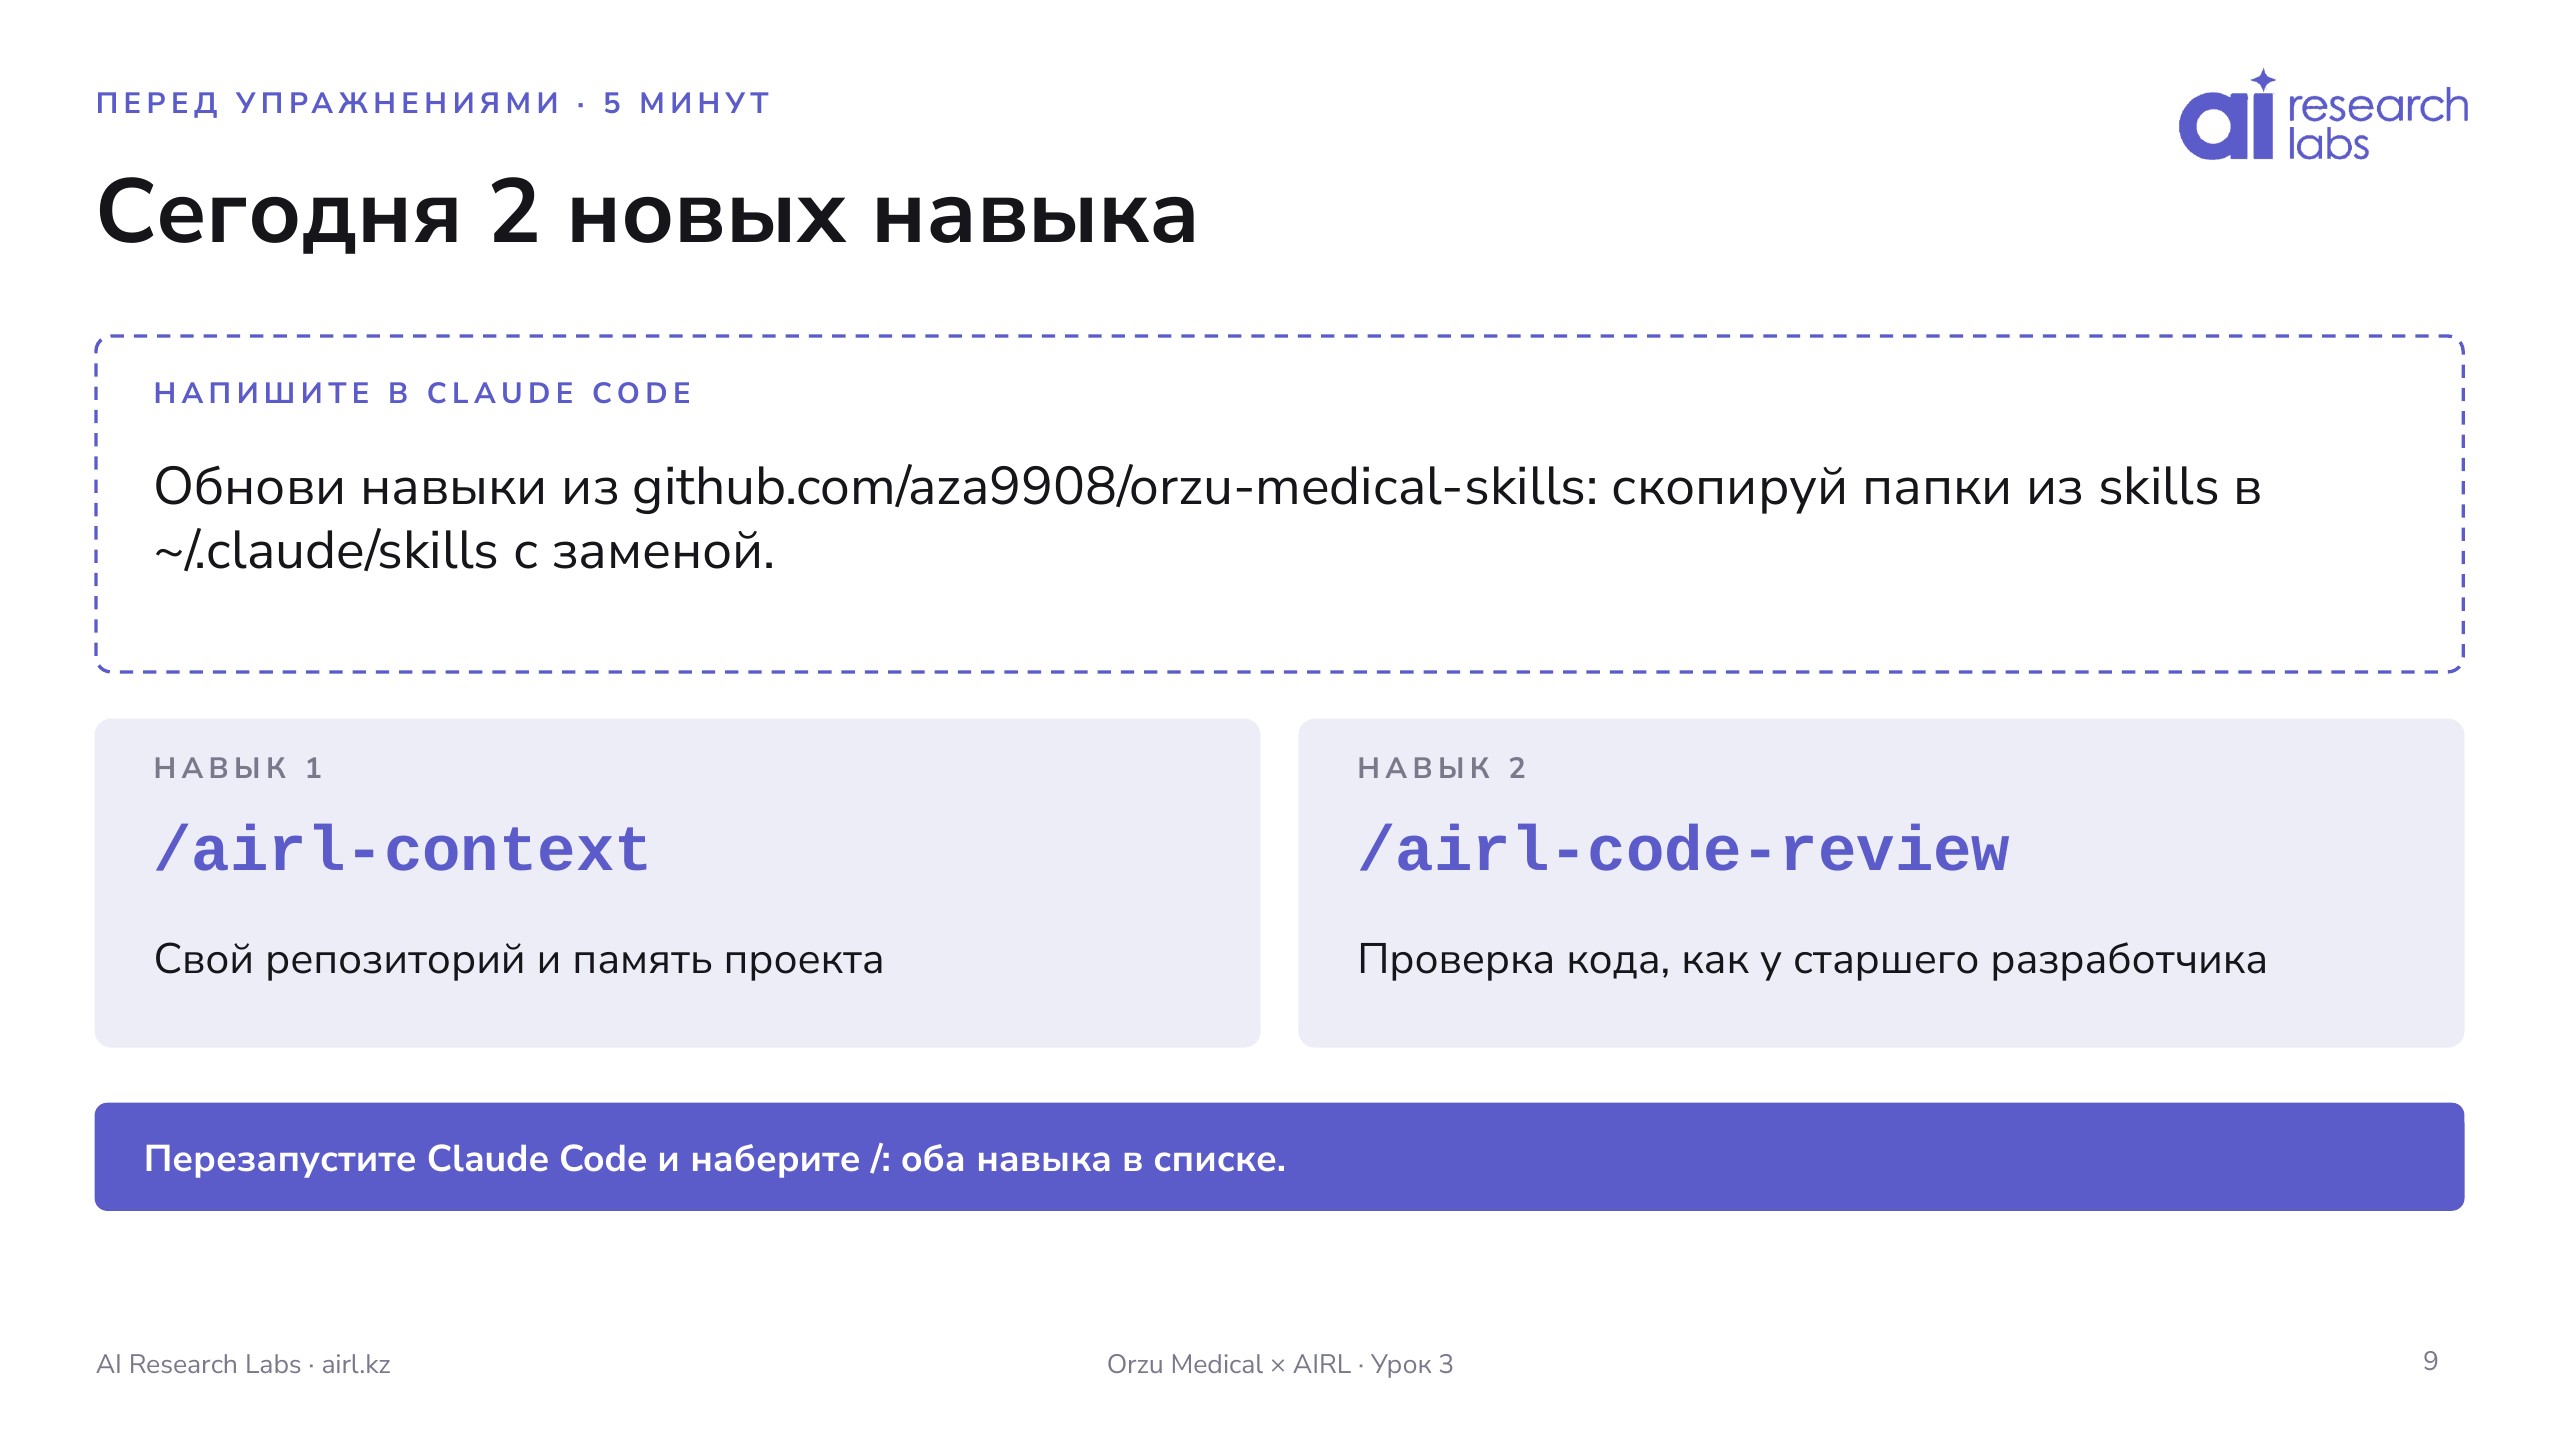 ПЕРЕД УПРАЖНЕНИЯМИ · 5 МИНУТ
ai research labs
Сегодня 2 новых навыка
НАПИШИТЕ В CLAUDE CODE
Обнови навыки из github.com/aza9908/orzu-medical-skills: скопируй папки из skills в
~/.claude/skills с заменой.
НАВЫК 1
/airl-context
Свой репозиторий и память проекта
НАВЫК 2
/airl-code-review
Проверка кода, как у старшего разработчика
Перезапустите Claude Code и наберите /: оба навыка в списке.
AI Research Labs · airl.kz
Orzu Medical × AIRL · Урок 3
9